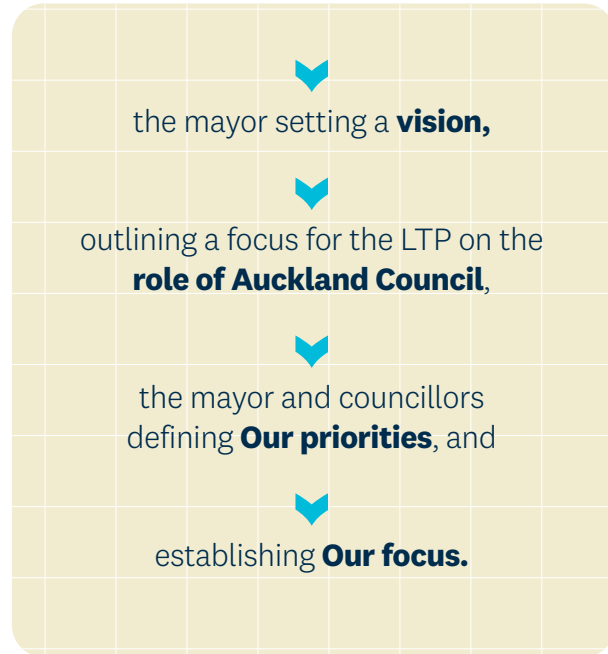 the mayor setting a vision,
outlining a focus for the LTP on the
role of Auckland Council,
the mayor and councillors
defining Our priorities, and
establishing Our focus.